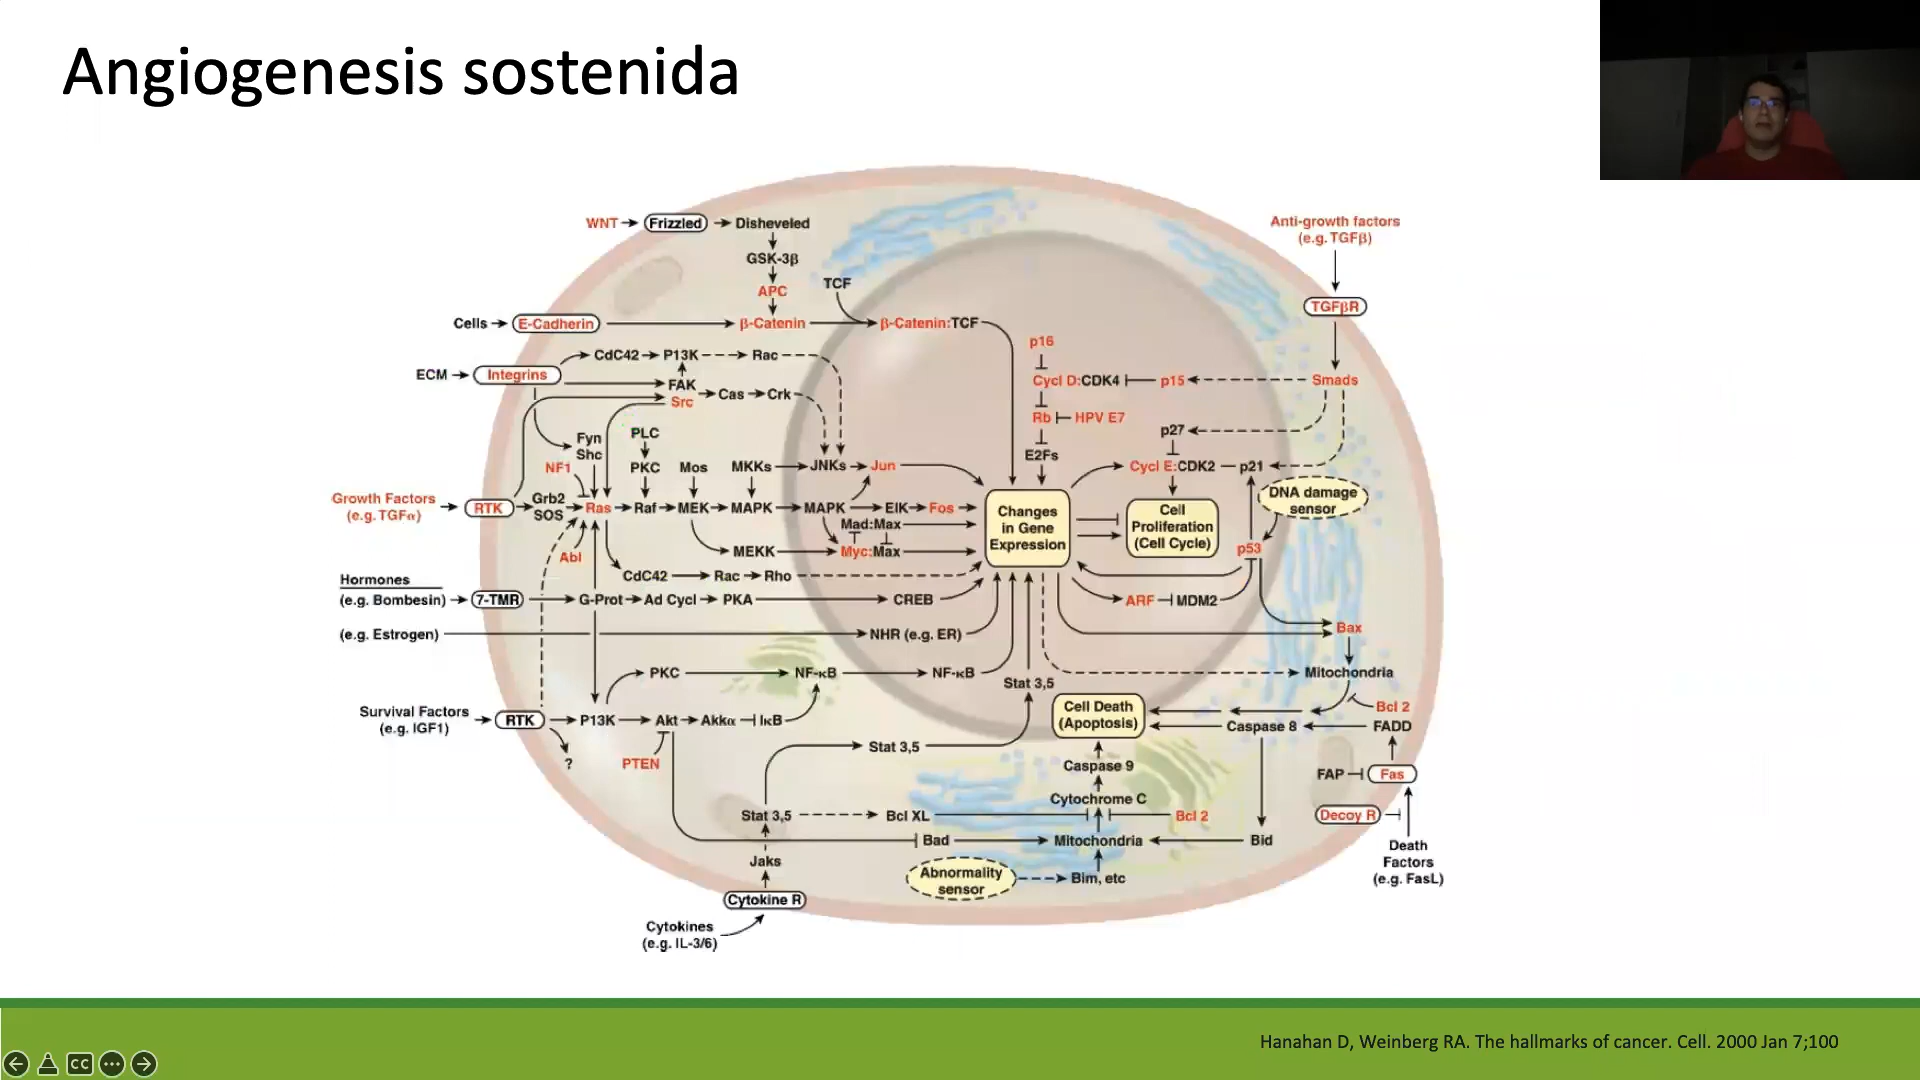 Angiogenesis sostenida
WNT
Frizzled
Disheveled
GSK-3β
APC
TCF
Cells
E-Cadherin
β-Catenin
β-Catenin:TCF
Anti-growth factors
(e.g. TGFβ)
TGFβR
Smads
CdC42
P13K
Rac
ECM
Integrins
FAK
Src
Cas
Crk
p16
Cycl D:CDK4
p15
Rb
HPV E7
E2Fs
p27
Cycl E:CDK2
p21
DNA damage
sensor
Fyn
Shc
PLC
NF1
PKC
Mos
MKKs
JNKs
Jun
Growth Factors
(e.g. TGFα)
RTK
Grb2
SOS
Ras
Raf
MEK
MAPK
MAPK
ElK
Fos
Mad:Max
Abl
MEKK
Myc:Max
Changes
in Gene
Expression
Cell
Proliferation
(Cell Cycle)
p53
CdC42
Rac
Rho
Hormones
(e.g. Bombesin)
7-TMR
G-Prot
Ad Cycl
PKA
CREB
ARF
MDM2
(e.g. Estrogen)
NHR (e.g. ER)
Bax
PKC
NF-κB
NF-κB
Stat 3,5
Mitochondria
Survival Factors
(e.g. IGF1)
RTK
P13K
Akt
Akkα
IκB
?
PTEN
Stat 3,5
Cell Death
(Apoptosis)
Caspase 8
Bcl 2
FADD
Caspase 9
FAP
Fas
Cytochrome C
Stat 3,5
Bcl XL
Bcl 2
Decoy R
Bad
Mitochondria
Bid
Death
Factors
(e.g. FasL)
Jaks
Abnormality
sensor
Bim, etc
Cytokine R
Cytokines
(e.g. IL-3/6)
Hanahan D, Weinberg RA. The hallmarks of cancer. Cell. 2000 Jan 7;100
CC